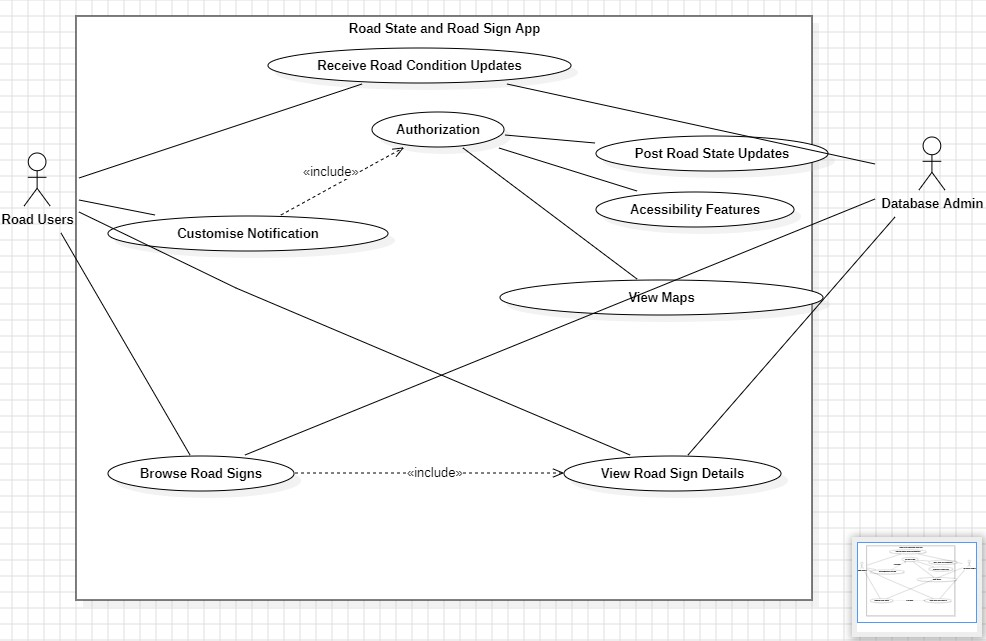 Road State and Road Sign App
Receive Road Condition Updates
Authorization
Post Road State Updates
«include»
Acessibility Features
Database Admin
Road Users
Customise Notification
View Maps
Browse Road Signs
«include»
View Road Sign Details